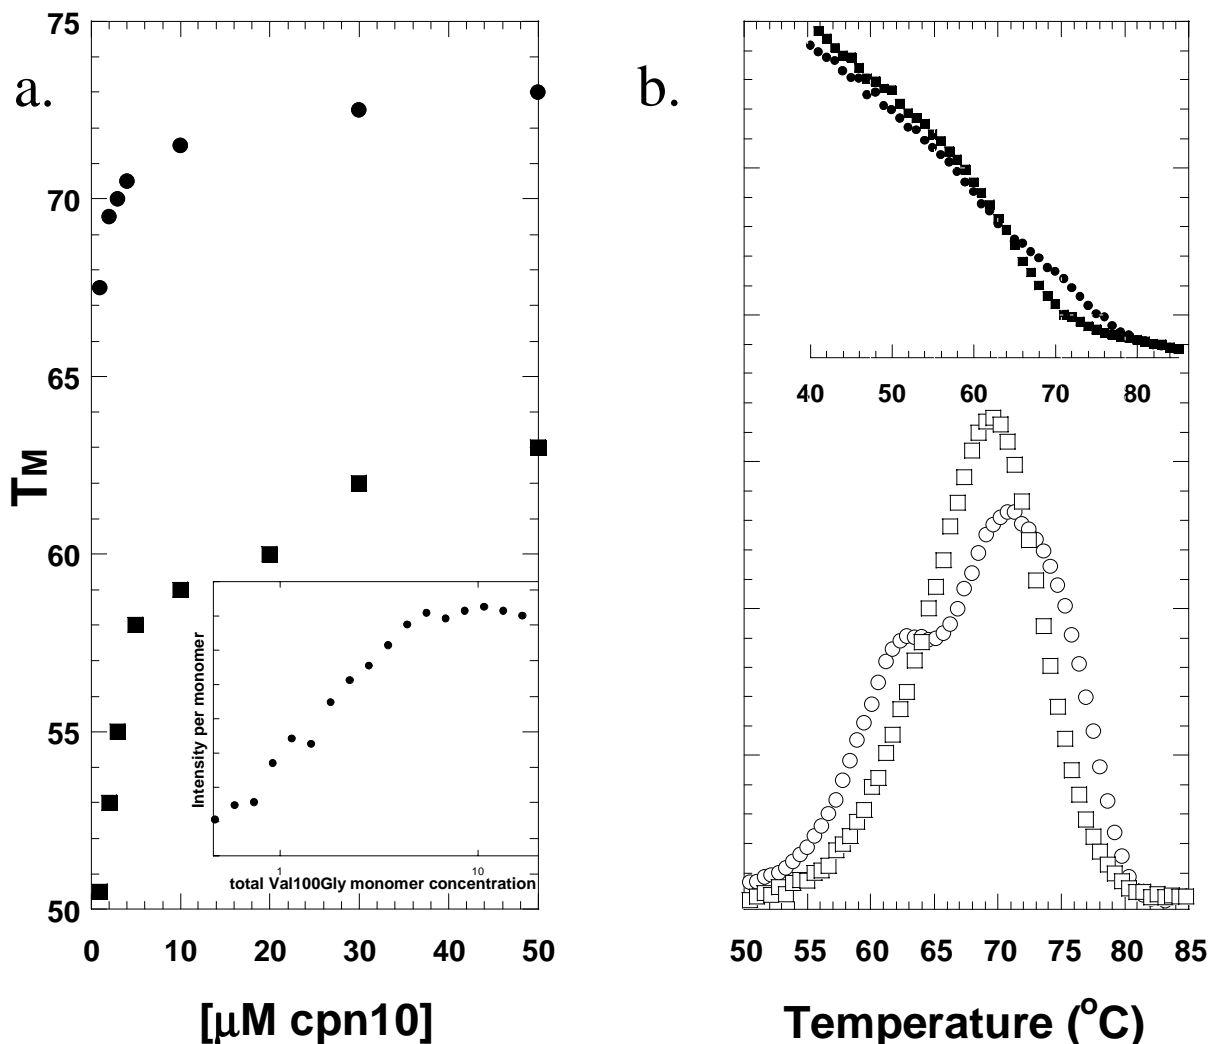 a.
75
70
65
60
55
50
TM
0 10 20 30 40 50
[μM cpn10]
Intensity per monomer
1 10
total Val100Gly monomer concentration
b.
40 50 60 70 80
50 55 60 65 70 75 80 85
Temperature (°C)